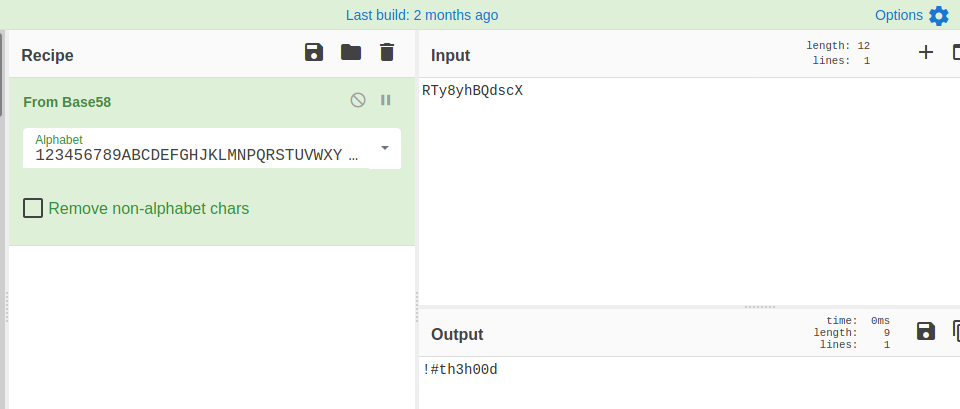 Last build: 2 months ago
Options
Recipe
From Base58
Alphabet
123456789ABCDEFGHJKLMNPQRSTUVWXY …
Remove non-alphabet chars
Input
length: 12
lines: 1
RTy8yhBQdscX
Output
time: 0ms
length: 9
lines: 1
!#th3h00d